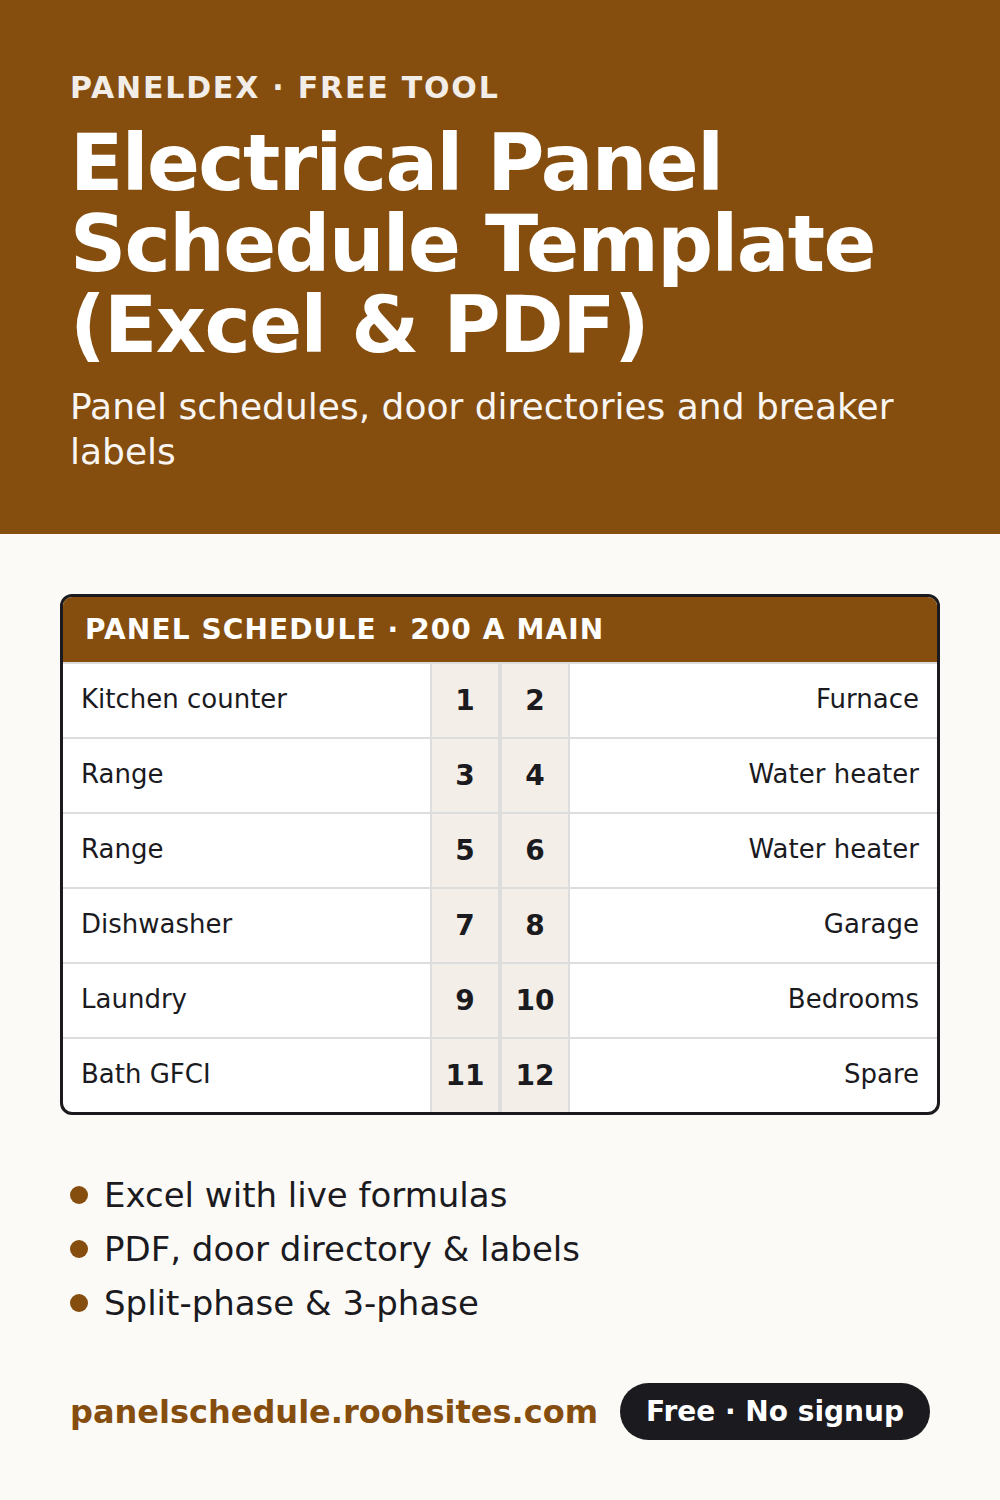 PANELDEX · FREE TOOL
Electrical Panel
Schedule Template
(Excel & PDF)
Panel schedules, door directories and breaker
labels
PANEL SCHEDULE · 200 A MAIN
Kitchen counter 1 2 Furnace
Range 3 4 Water heater
Range 5 6 Water heater
Dishwasher 7 8 Garage
Laundry 9 10 Bedrooms
Bath GFCI 11 12 Spare
Excel with live formulas
PDF, door directory & labels
Split-phase & 3-phase
panelschedule.roohsites.com Free · No signup